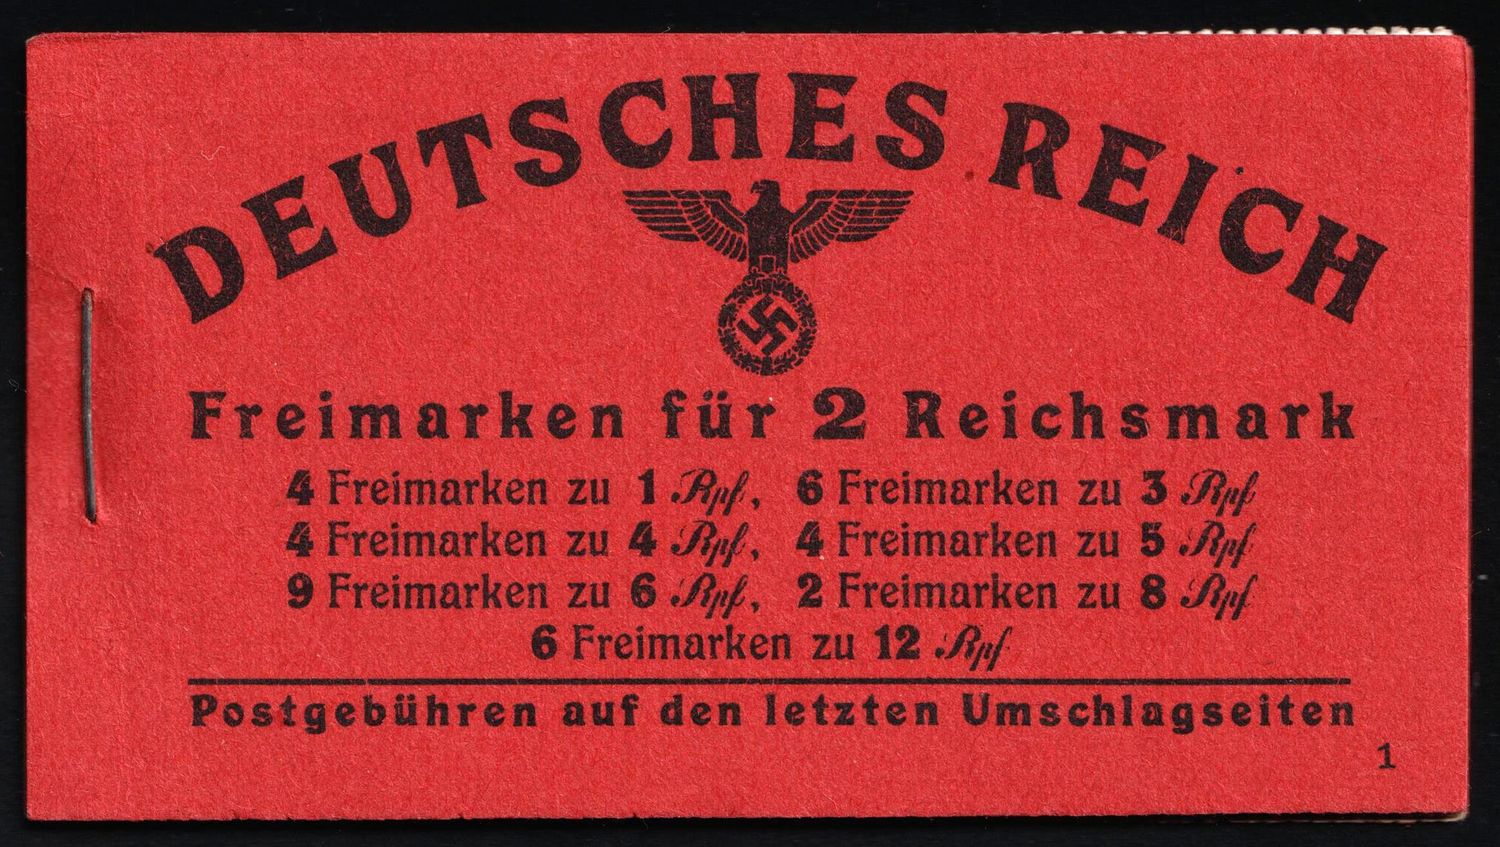 DEUTSCHES REICH
Freimarken für 2 Reichsmark
4 Freimarken zu 1 Rpf, 6 Freimarken zu 3 Rpf
4 Freimarken zu 4 Rpf, 4 Freimarken zu 5 Rpf
9 Freimarken zu 6 Rpf, 2 Freimarken zu 8 Rpf
6 Freimarken zu 12 Rpf
Postgebühren auf den letzten Umschlagseiten
1